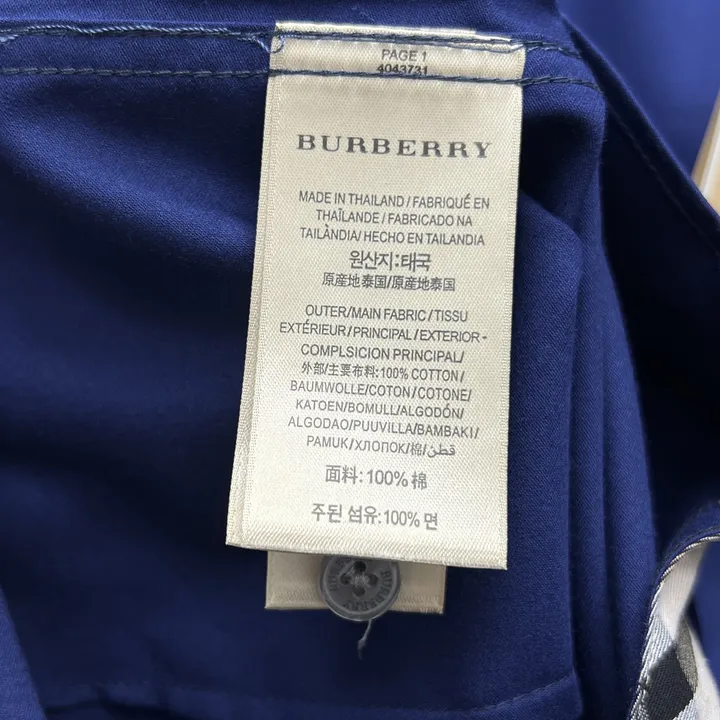 PAGE 1
4043731
BURBERRY
MADE IN THAILAND/FABRIQUÉ EN
THAÏLANDE/FABRICADO NA
TAILÀNDIA/HECHO EN TAILANDIA
원산지:태국
原産地泰国/原産地泰国
OUTER/MAIN FABRIC/TISSU
EXTÉRIEUR/PRINCIPAL/EXTERIOR-
COMPLSICION PRINCIPAL/
外部/主要布料:100% COTTON/
BAUMWOLLE/COTON/COTONE/
KATOEN/BOMULL/ALGODÓN/
ALGODAO/PUUVILLA/BAMBAKI/
PAMUK/ХЛОПОК/棉/قطن
面料:100% 棉
주된 섬유:100% 면